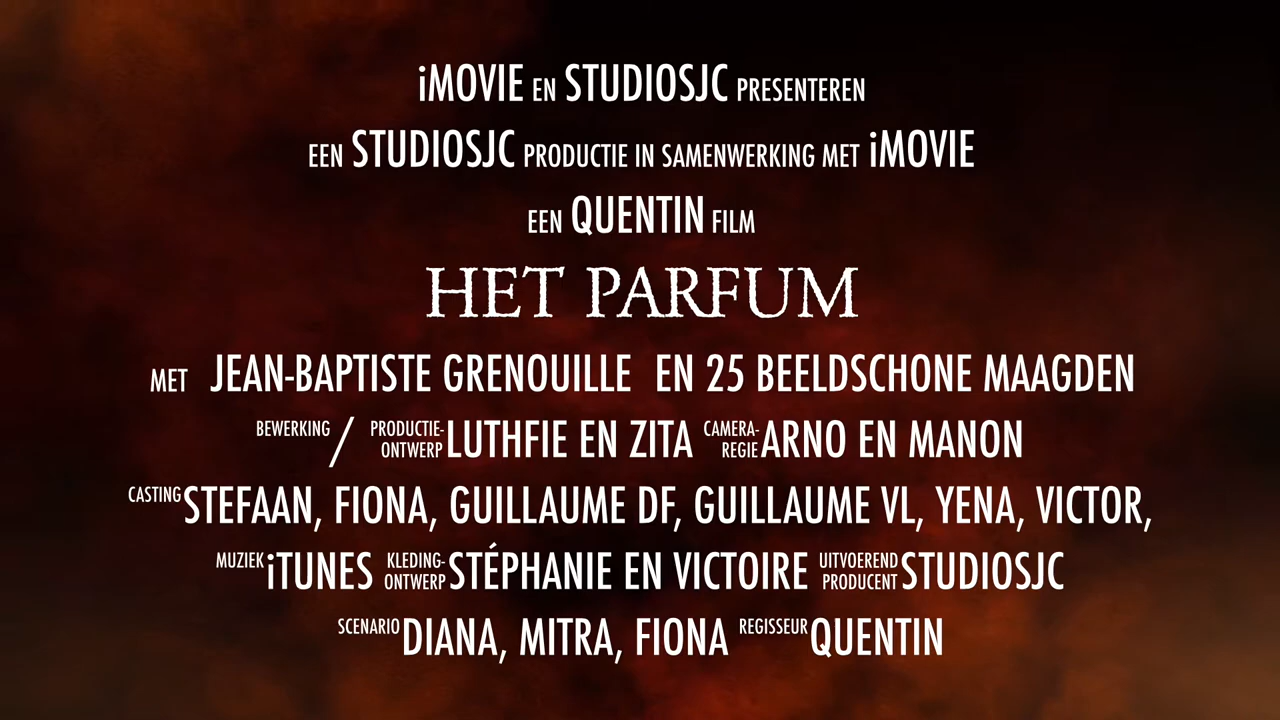 iMOVIE EN STUDIOSJC PRESENTEREN
EEN STUDIOSJC PRODUCTIE IN SAMENWERKING MET iMOVIE
EEN QUENTIN FILM
HET PARFUM
MET JEAN-BAPTISTE GRENOUILLE EN 25 BEELDSCHONE MAAGDEN
BEWERKING / PRODUCTIE-ONTWERP LUTHFIE EN ZITA CAMERA-REGIE ARNO EN MANON
CASTING STEFAAN, FIONA, GUILLAUME DF, GUILLAUME VL, YENA, VICTOR,
MUZIEK iTUNES KLEDING-ONTWERP STÉPHANIE EN VICTOIRE UITVOEREND PRODUCENT STUDIOSJC
SCENARIO DIANA, MITRA, FIONA REGISSEUR QUENTIN